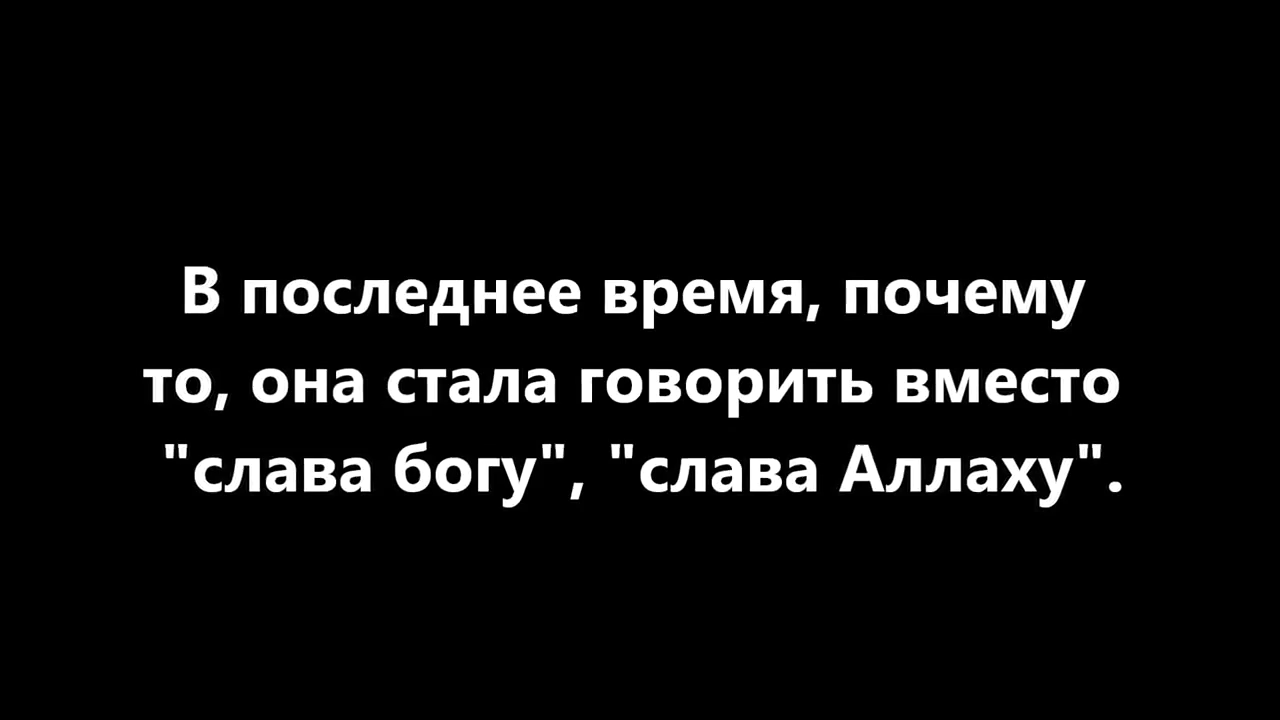 В последнее время, почему
то, она стала говорить вместо
"слава богу", "слава Аллаху".